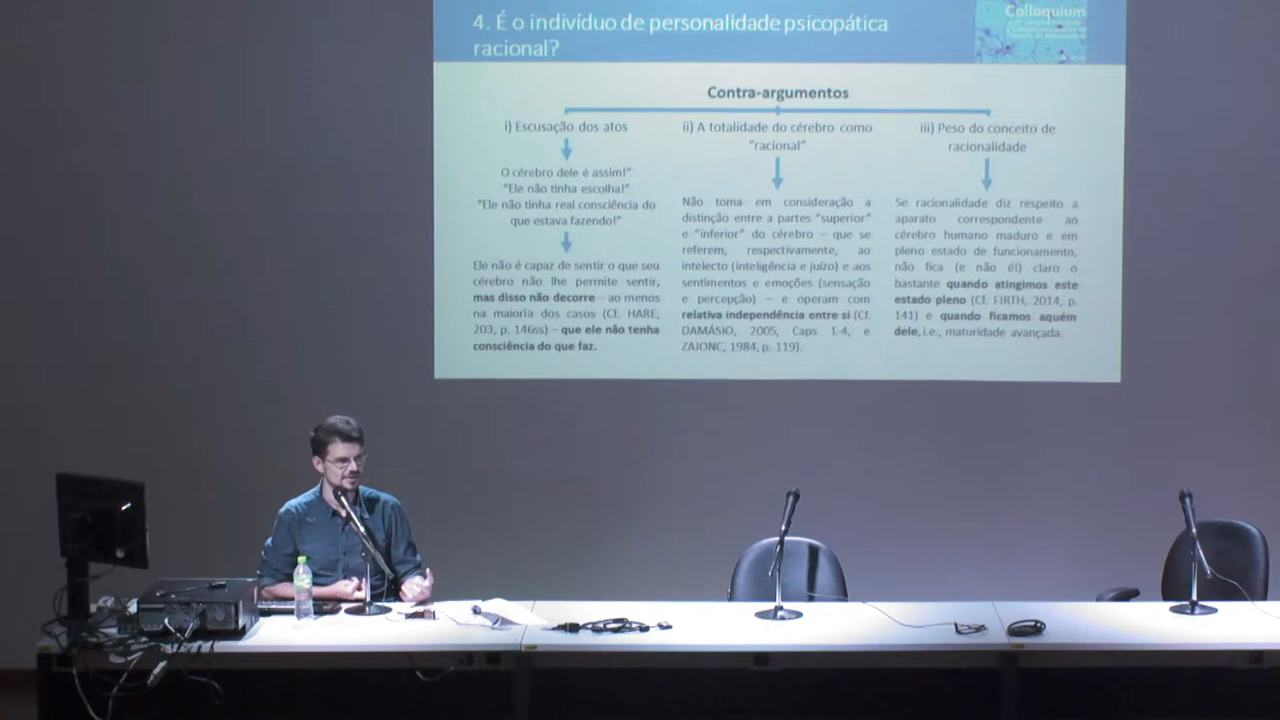 4. É o indivíduo de personalidade psicopática
racional?
Colloquium
Contra-argumentos
i) Escusação dos atos
O cérebro dele é assim!"
"Ele não tinha escolha!"
"Ele não tinha real consciência do
que estava fazendo!"
Ele não é capaz de sentir o que seu
cérebro não lhe permite sentir,
mas disso não decorre – ao menos
na maioria dos casos (Cf. HARE,
203, p. 146ss) – que ele não tenha
consciência do que faz.
ii) A totalidade do cérebro como
"racional"
Não toma em consideração a
distinção entre a partes "superior"
e "inferior" do cérebro – que se
referem, respectivamente, ao
intelecto (inteligência e juízo) e aos
sentimentos e emoções (sensação
e percepção) – e operam com
relativa independência entre si (Cf.
DAMÁSIO, 2005, Caps 1-4, e
ZAJONC, 1984, p. 119).
iii) Peso do conceito de
racionalidade
Se racionalidade diz respeito a
aparato correspondente ao
cérebro humano maduro e em
pleno estado de funcionamento,
não fica (e não é!) claro o
bastante quando atingimos este
estado pleno (Cf. FIRTH, 2014, p.
141) e quando ficamos aquém
dele, i.e., maturidade avançada.